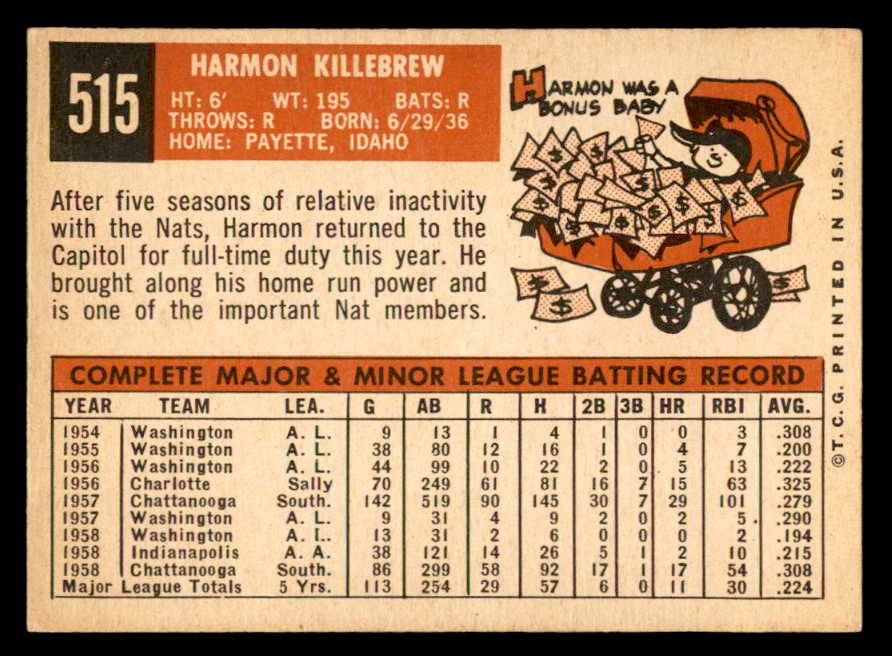 515
HARMON KILLEBREW
HT: 6' WT: 195 BATS: R
THROWS: R BORN: 6/29/36
HOME: PAYETTE, IDAHO
HARMON WAS A
BONUS BABY
After five seasons of relative inactivity
with the Nats, Harmon returned to the
Capitol for full-time duty this year. He
brought along his home run power and
is one of the important Nat members.
COMPLETE MAJOR & MINOR LEAGUE BATTING RECORD
YEAR TEAM LEA. G AB R H 2B 3B HR RBI AVG.
1954 Washington A. L. 9 13 1 4 1 0 0 3 .308
1955 Washington A. L. 38 80 12 16 1 0 4 7 .200
1956 Washington A. L. 44 99 10 22 2 0 5 13 .222
1956 Charlotte Sally 70 249 61 81 16 7 15 63 .325
1957 Chattanooga South. 142 519 90 145 30 7 29 101 .279
1957 Washington A. L. 9 31 4 9 2 0 2 5 .290
1958 Washington A. L. 13 31 2 6 0 0 0 2 .194
1958 Indianapolis A. A. 38 121 14 26 5 1 2 10 .215
1958 Chattanooga South. 86 299 58 92 17 1 17 54 .308
Major League Totals 5 Yrs. 113 254 29 57 6 0 11 30 .224
©T.C.G. PRINTED IN U.S.A.